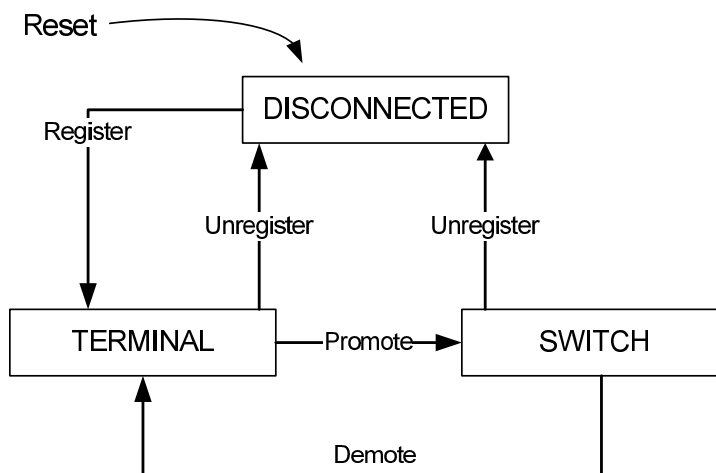 Reset
DISCONNECTED
Register
Unregister
Unregister
TERMINAL
Promote
SWITCH
Demote